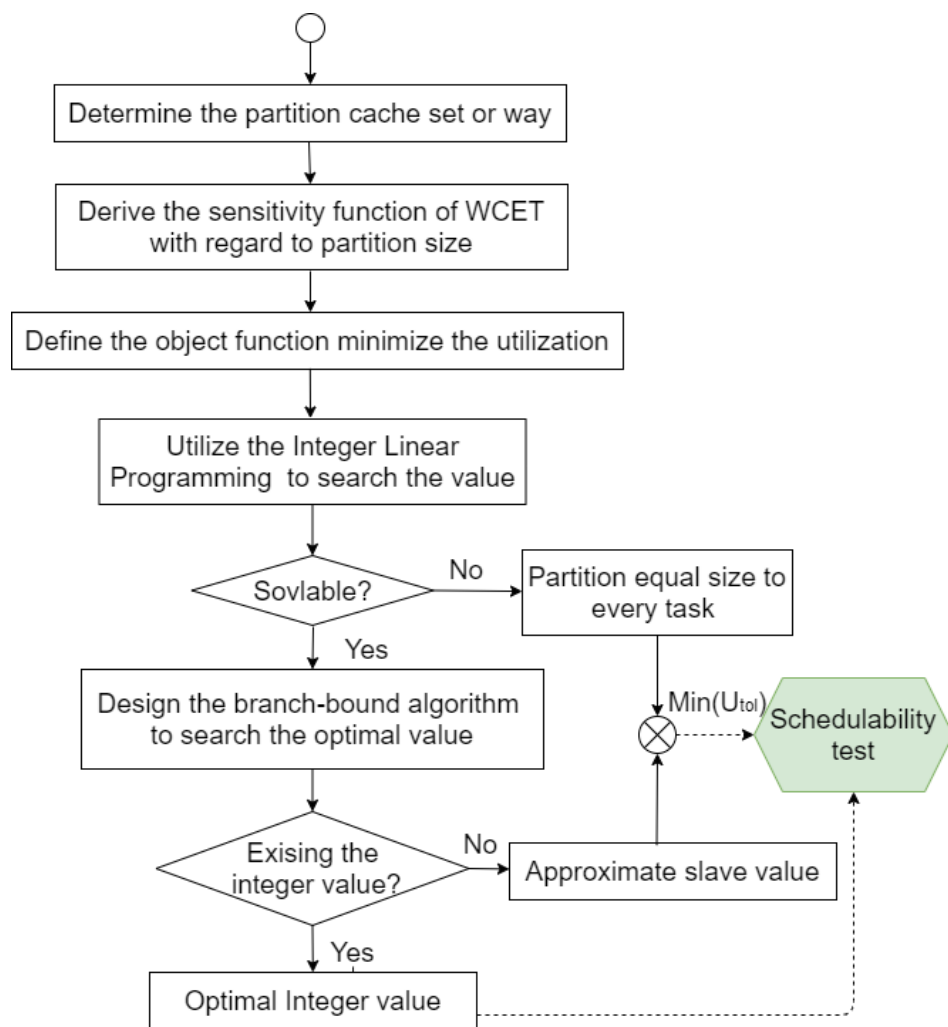 Determine the partition cache set or way
Derive the sensitivity function of WCET
with regard to partition size
Define the object function minimize the utilization
Utilize the Integer Linear
Programming to search the value
Sovlable?
No
Partition equal size to
every task
Yes
Design the branch-bound algorithm
to search the optimal value
Min(Utol)
Schedulability
test
Exising the
integer value?
No
Approximate slave value
Yes
Optimal Integer value